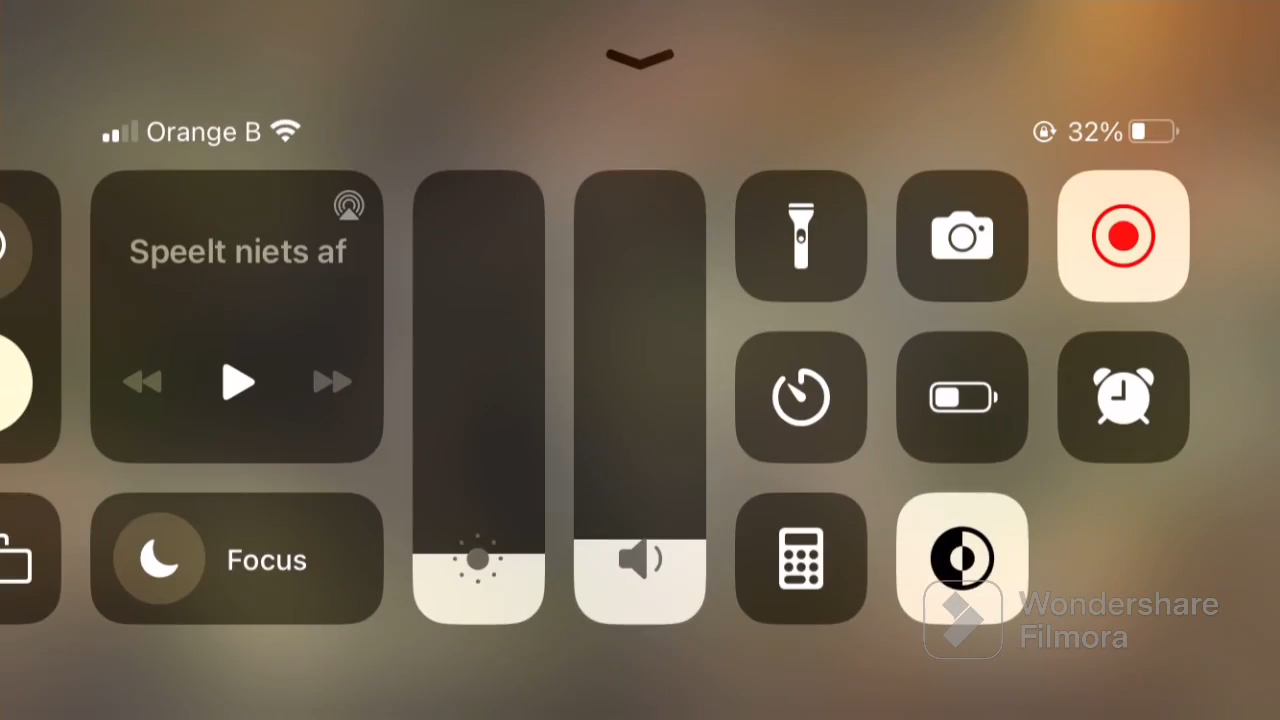 Orange B
32%
Speelt niets af
Focus
Wondershare
Filmora